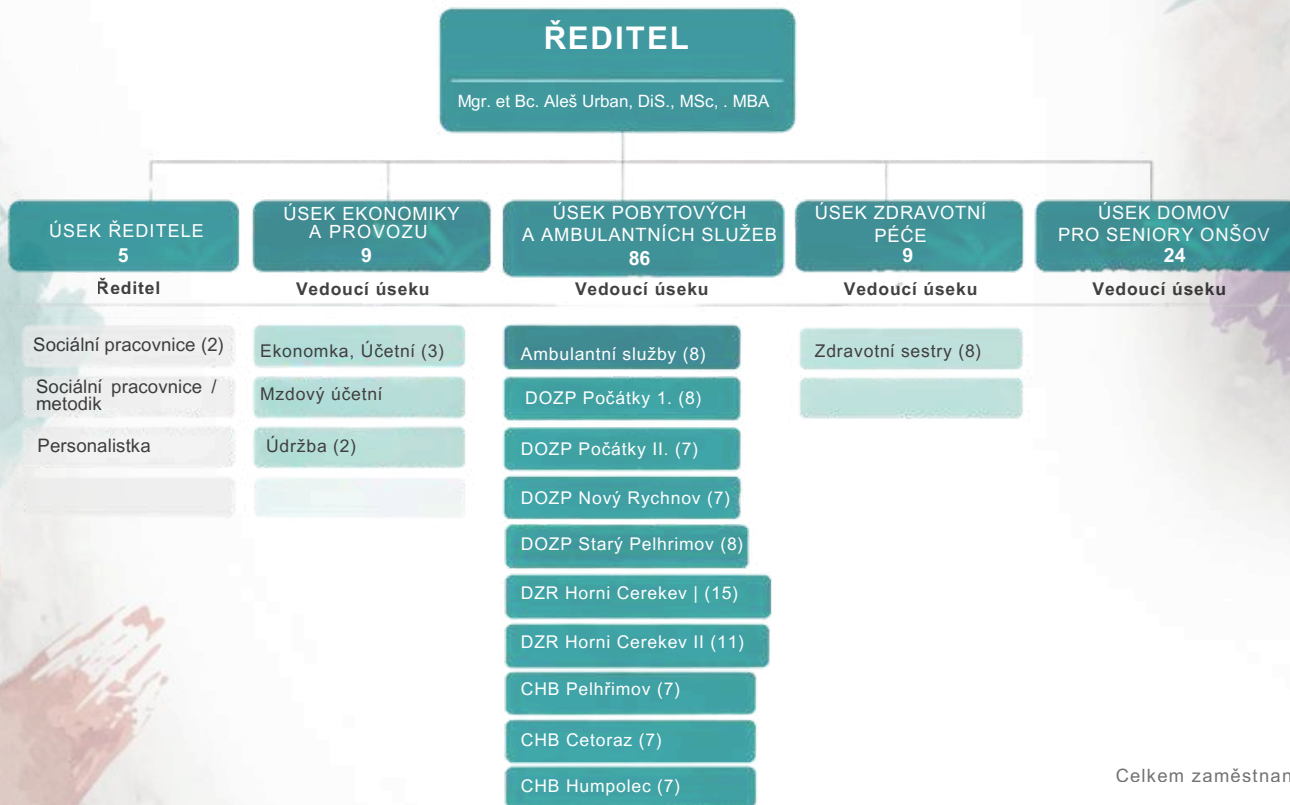 ŘEDITEL
Mgr. et Bc. Aleš Urban, DiS., MSc, . MBA
ÚSEK ŘEDITELE
5
Ředitel
Sociální pracovnice (2)
Sociální pracovnice /
metodik
Personalistka
ÚSEK EKONOMIKY
A PROVOZU
9
Vedoucí úseku
Ekonomka, Účetní (3)
Mzdový účetní
Údržba (2)
ÚSEK POBYTOVÝCH
A AMBULANTNÍCH SLUŽEB
86
Vedoucí úseku
Ambulantní služby (8)
DOZP Počátky 1. (8)
DOZP Počátky II. (7)
DOZP Nový Rychnov (7)
DOZP Starý Pelhrimov (8)
DZR Horni Cerekev | (15)
DZR Horni Cerekev II (11)
CHB Pelhřimov (7)
CHB Cetoraz (7)
CHB Humpolec (7)
ÚSEK ZDRAVOTNÍ
PÉĆE
9
Vedoucí úseku
Zdravotní sestry (8)
ÚSEK DOMOV
PRO SENIORY ONŠOV
24
Vedoucí úseku
Celkem zaměstnan